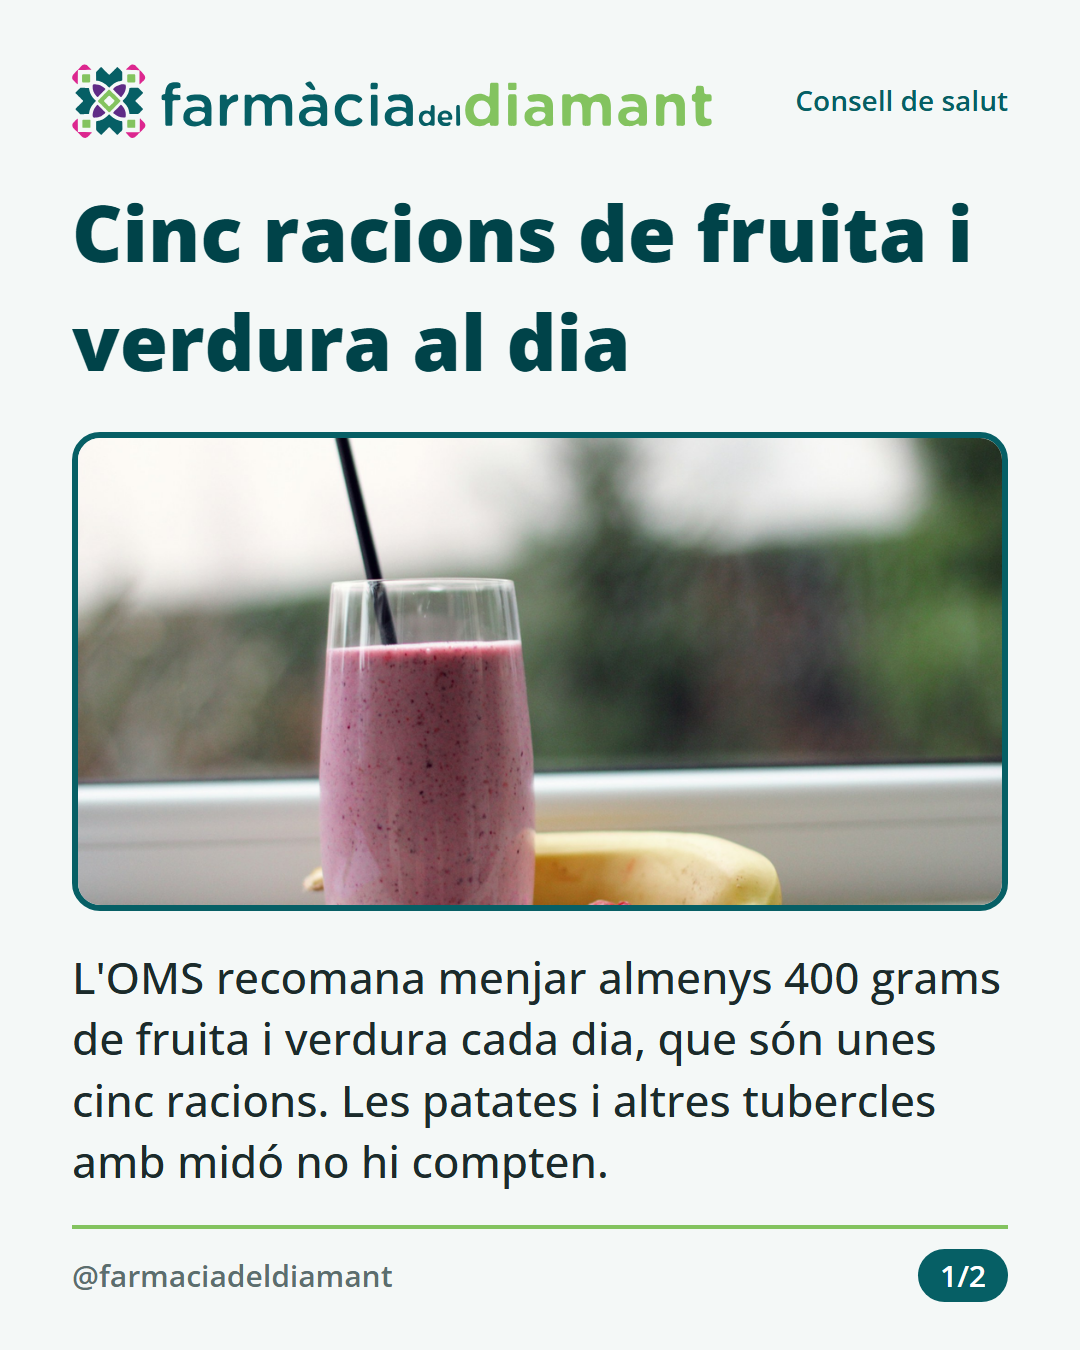 farmàciadeldiamant
Consell de salut
Cinc racions de fruita i
verdura al dia
L'OMS recomana menjar almenys 400 grams
de fruita i verdura cada dia, que són unes
cinc racions. Les patates i altres tubercles
amb midó no hi compten.
@farmaciadeldiamant
1/2